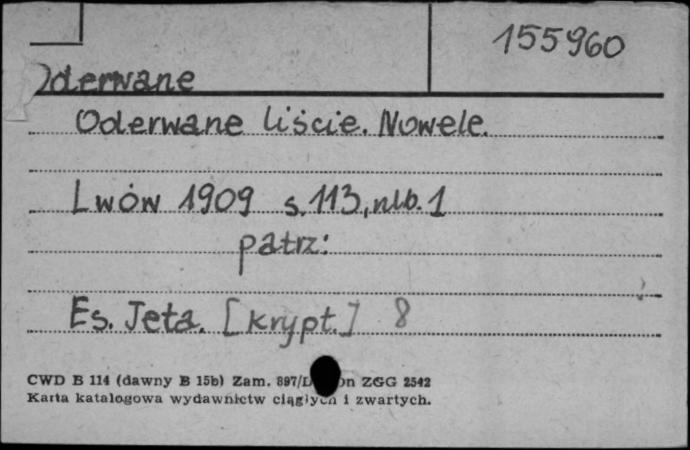 155960
Oderwane
Oderwane liście. Nowele.
Lwów 1909 s. 113, nlb. 1
patrz:
Es. Jeta. [krypt.] 8
CWD B 114 (dawny B 15b) Zam. 897/ ZGG 2542
Karta katalogowa wydawnictw ciągłych i zwartych.